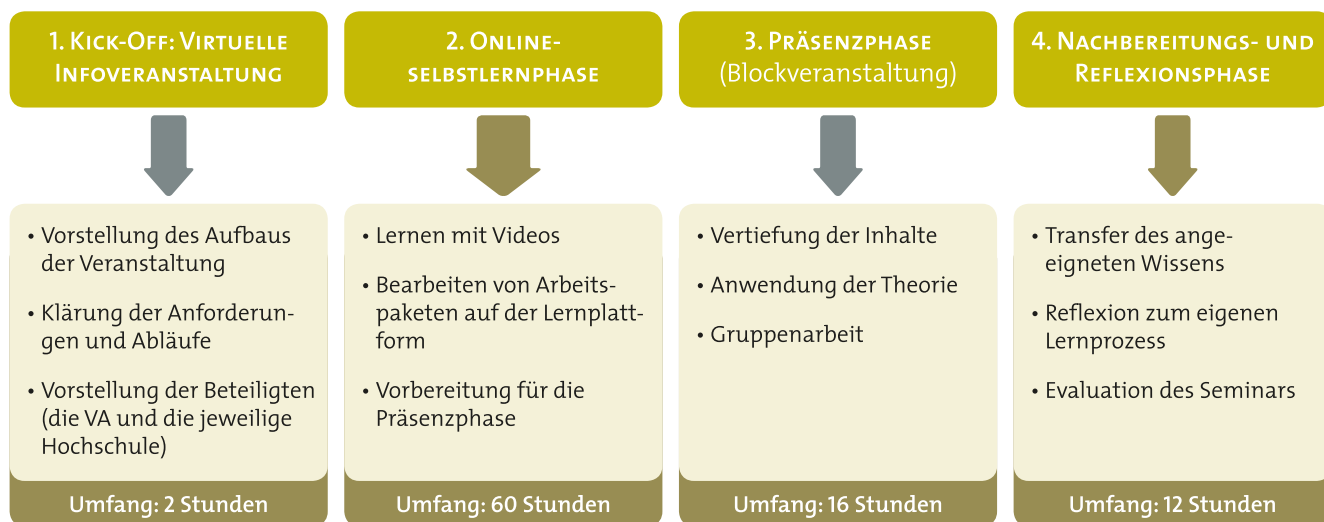 1. Kick-Off: Virtuelle
Infoveranstaltung
• Vorstellung des Aufbaus
der Veranstaltung
• Klärung der Anforderun-
gen und Abläufe
• Vorstellung der Beteiligten
(die VA und die jeweilige
Hochschule)
Umfang: 2 Stunden
2. Online-
selbstlernphase
• Lernen mit Videos
• Bearbeiten von Arbeits-
paketen auf der Lernplatt-
form
• Vorbereitung für die
Präsenzphase
Umfang: 60 Stunden
3. Präsenzphase
(Blockveranstaltung)
• Vertiefung der Inhalte
• Anwendung der Theorie
• Gruppenarbeit
Umfang: 16 Stunden
4. Nachbereitungs- und
Reflexionsphase
• Transfer des ange-
eigneten Wissens
• Reflexion zum eigenen
Lernprozess
• Evaluation des Seminars
Umfang: 12 Stunden